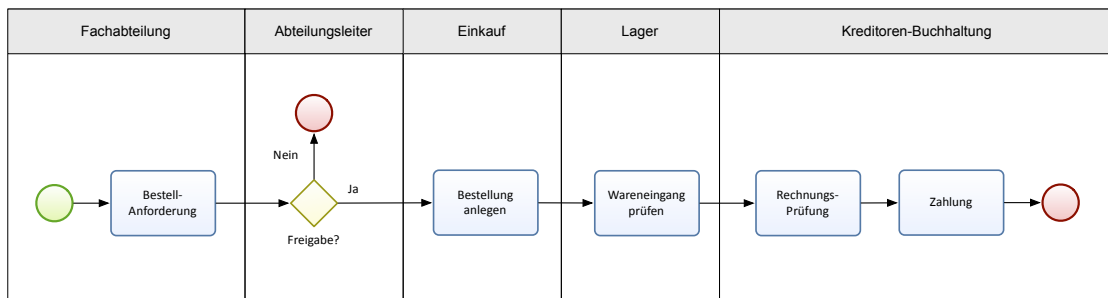 Fachabteilung
Abteilungsleiter
Einkauf
Lager
Kreditoren-Buchhaltung
Nein
Ja
Bestell-
Anforderung
Freigabe?
Bestellung
anlegen
Wareneingang
prüfen
Rechnungs-
Prüfung
Zahlung